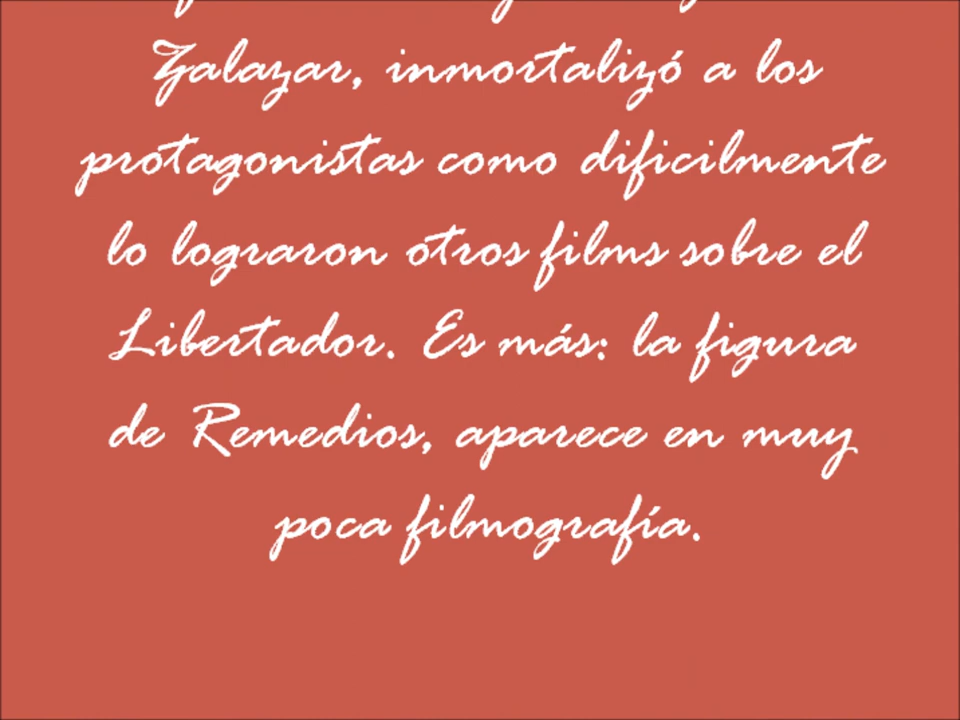 Zalazar, inmortalizó a los
protagonistas como dificilmente
lo lograron otros films sobre el
Libertador. Es más: la figura
de Remedios, aparece en muy
poca filmografía.